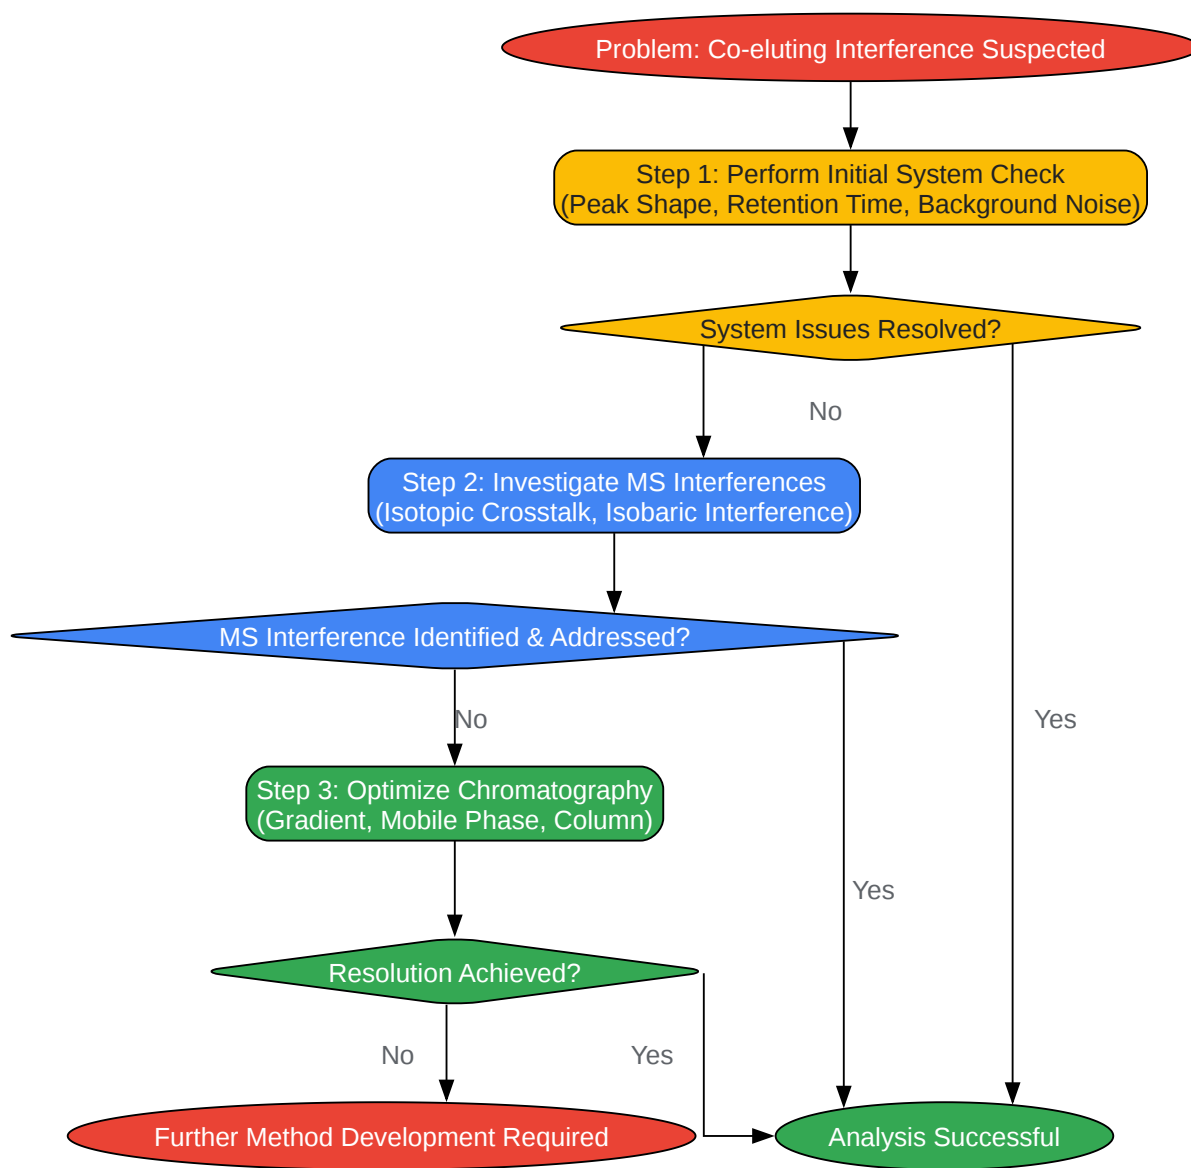 Problem: Co-eluting Interference Suspected
Step 1: Perform Initial System Check
(Peak Shape, Retention Time, Background Noise)
System Issues Resolved?
No
Step 2: Investigate MS Interferences
(Isotopic Crosstalk, Isobaric Interference)
MS Interference Identified & Addressed?
No
Yes
Step 3: Optimize Chromatography
(Gradient, Mobile Phase, Column)
Yes
Resolution Achieved?
No
Yes
Further Method Development Required
Analysis Successful